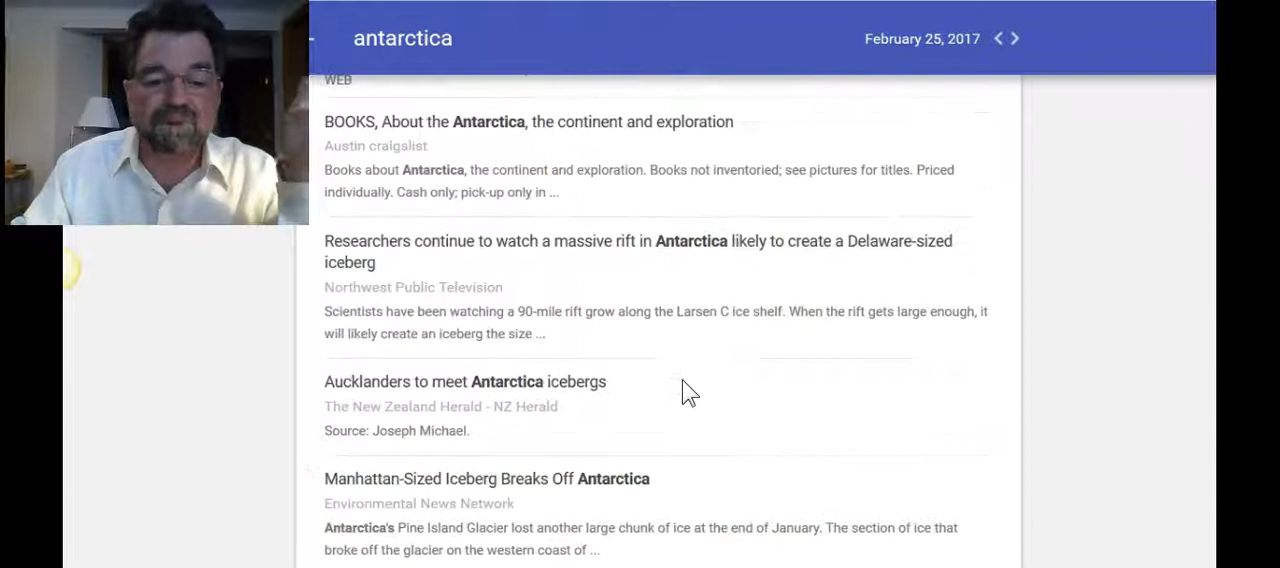 antarctica
February 25, 2017
WEB
BOOKS, About the Antarctica, the continent and exploration
Austin craigslist
Books about Antarctica, the continent and exploration. Books not inventoried; see pictures for titles. Priced
individually. Cash only; pick-up only in ...
Researchers continue to watch a massive rift in Antarctica likely to create a Delaware-sized
iceberg
Northwest Public Television
Scientists have been watching a 90-mile rift grow along the Larsen C ice shelf. When the rift gets large enough, it
will likely create an iceberg the size ...
Aucklanders to meet Antarctica icebergs
The New Zealand Herald - NZ Herald
Source: Joseph Michael.
Manhattan-Sized Iceberg Breaks Off Antarctica
Environmental News Network
Antarctica's Pine Island Glacier lost another large chunk of ice at the end of January. The section of ice that
broke off the glacier on the western coast of ...